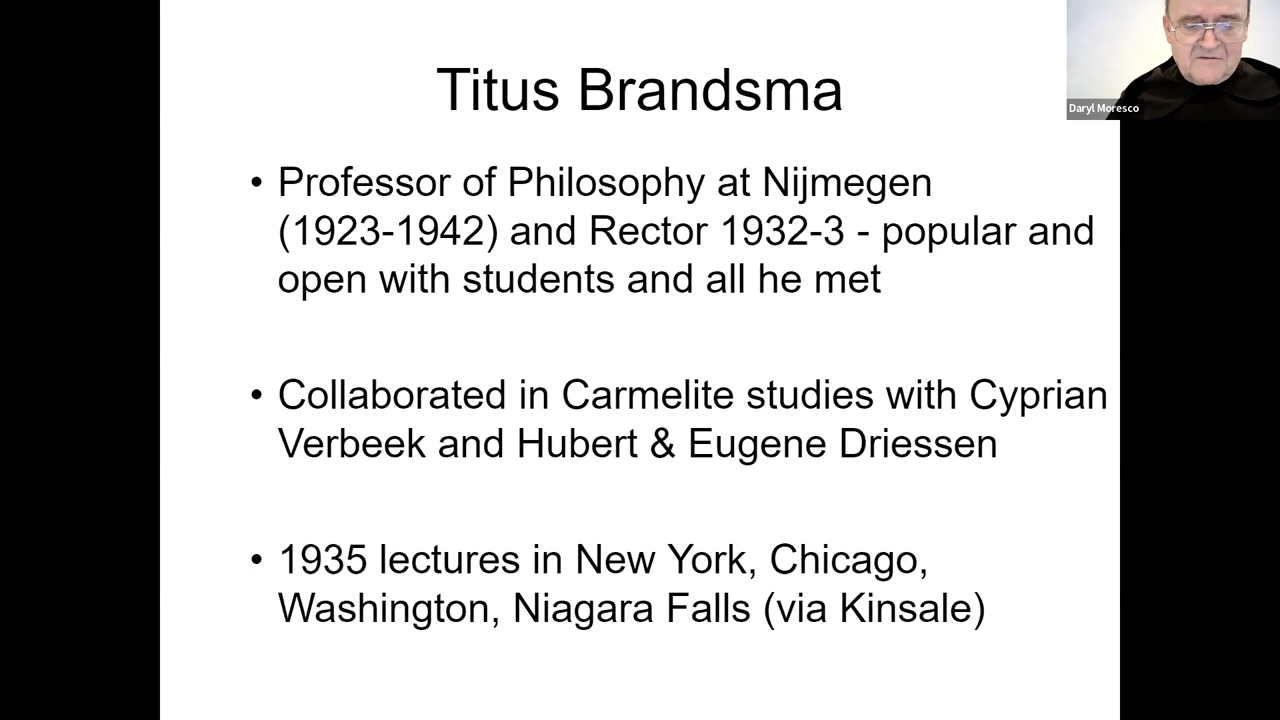 Titus Brandsma
Daryl Moresco
• Professor of Philosophy at Nijmegen
(1923-1942) and Rector 1932-3 - popular and
open with students and all he met
• Collaborated in Carmelite studies with Cyprian
Verbeek and Hubert & Eugene Driessen
• 1935 lectures in New York, Chicago,
Washington, Niagara Falls (via Kinsale)